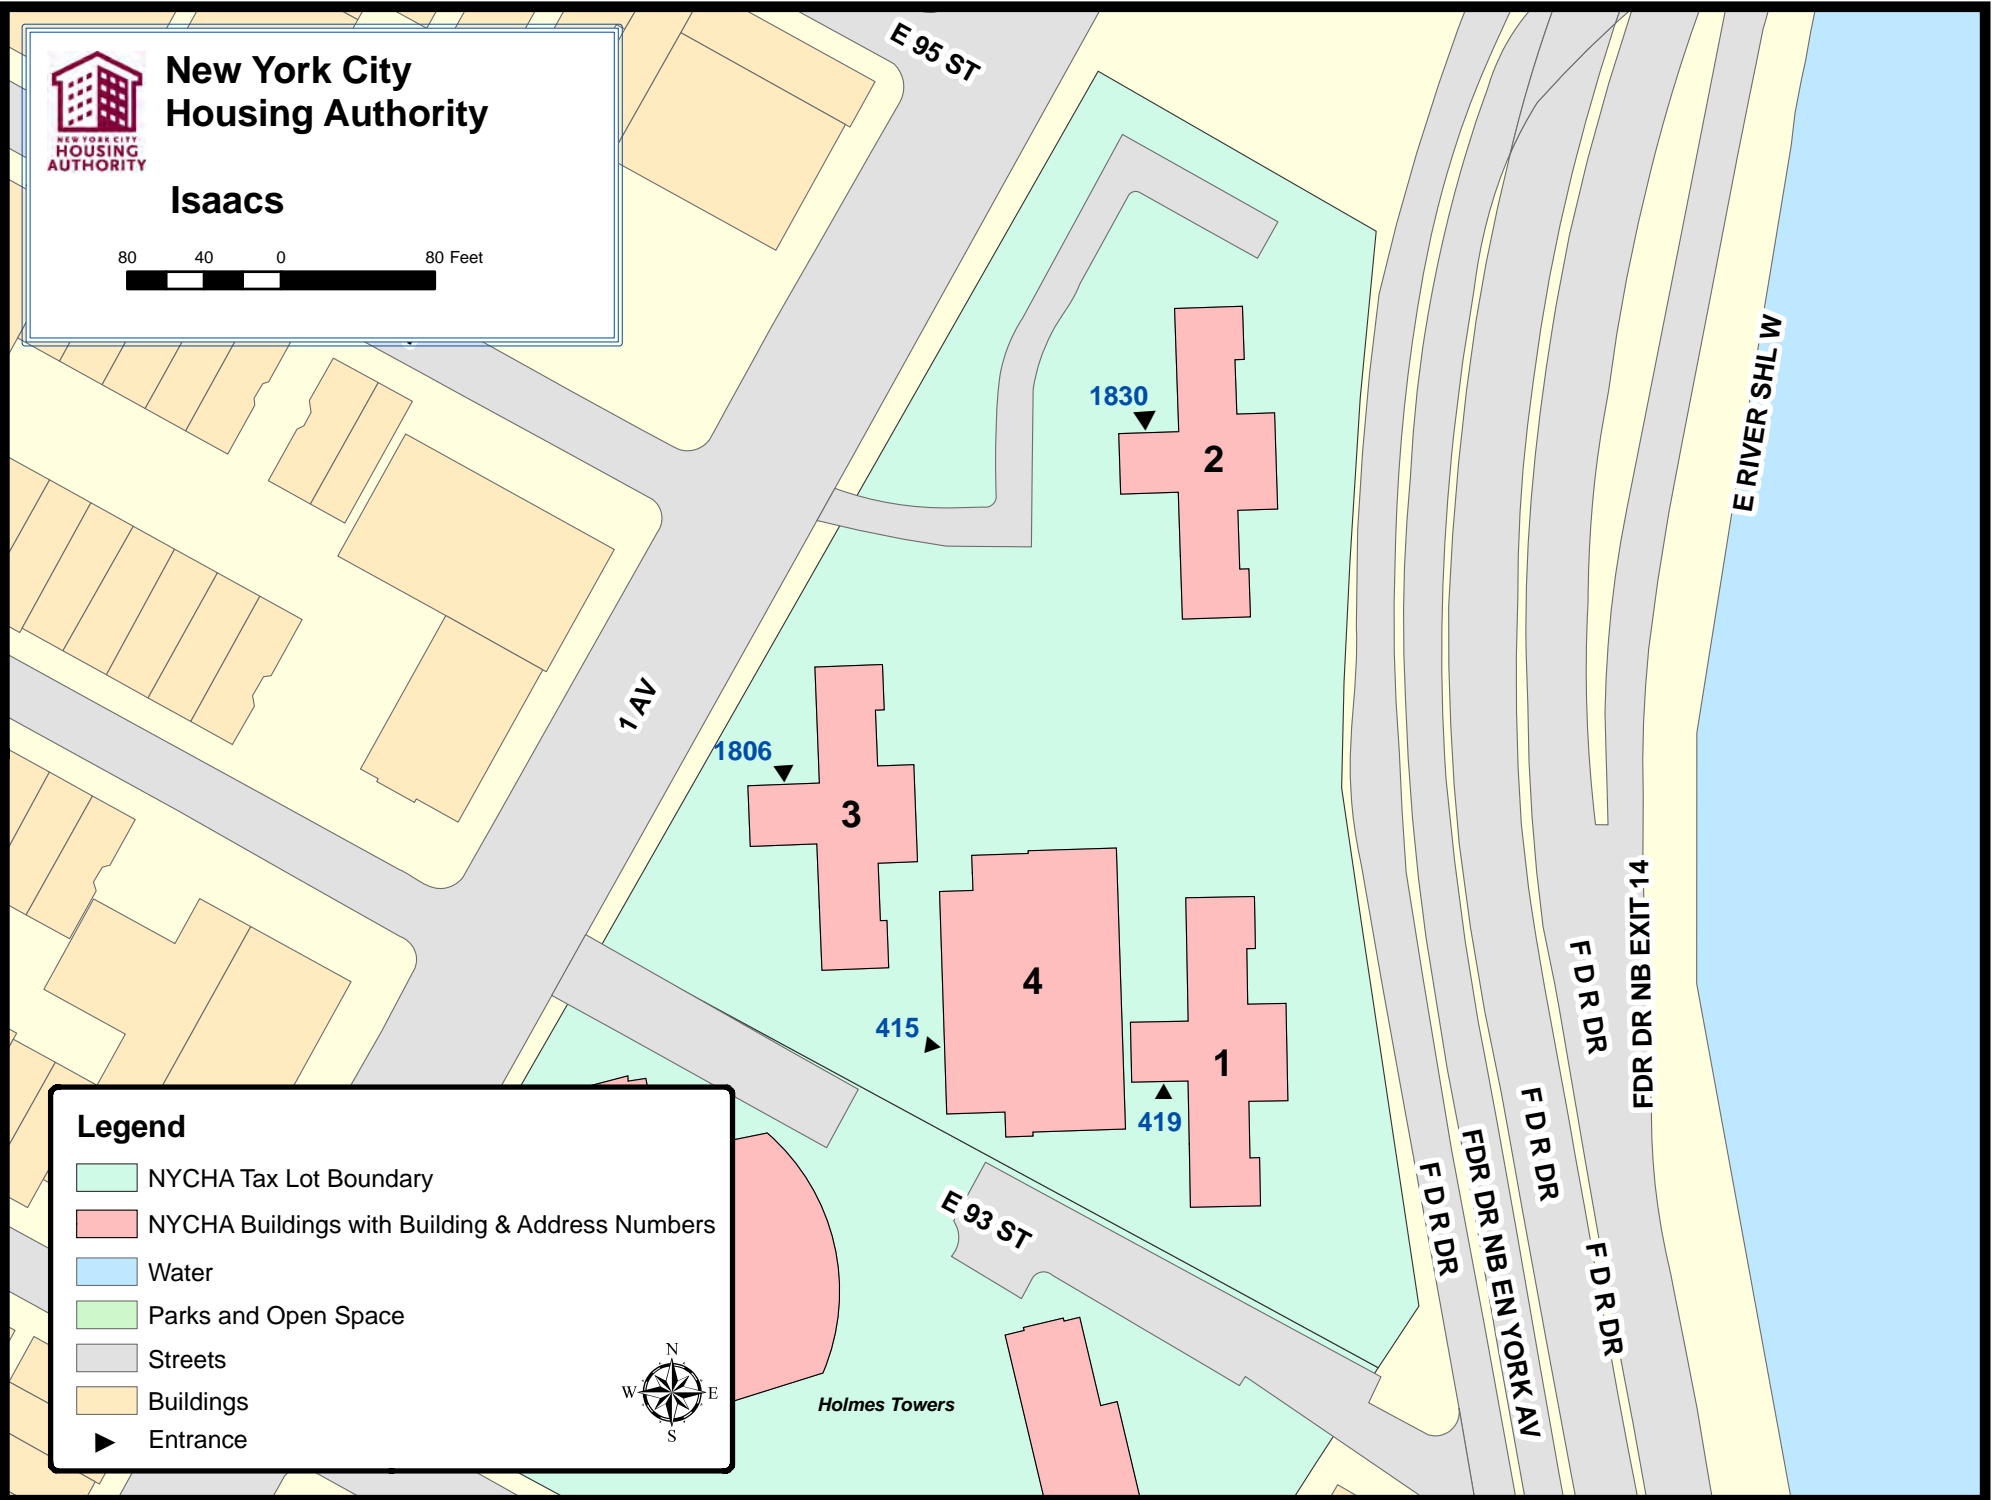 New York City
Housing Authority
NEW YORK CITY
HOUSING
AUTHORITY
Isaacs
80 40 0 80 Feet
E 95 ST
E RIVER SHL W
1830
2
1 AV
1806
3
4
415
1
419
E 93 ST
F D R DR
FDR DR NB EXIT 14
F D R DR
F D R DR
FDR DR NB EN YORK AV
F D R DR
Holmes Towers
Legend
NYCHA Tax Lot Boundary
NYCHA Buildings with Building & Address Numbers
Water
Parks and Open Space
Streets
Buildings
Entrance
N
W E
S